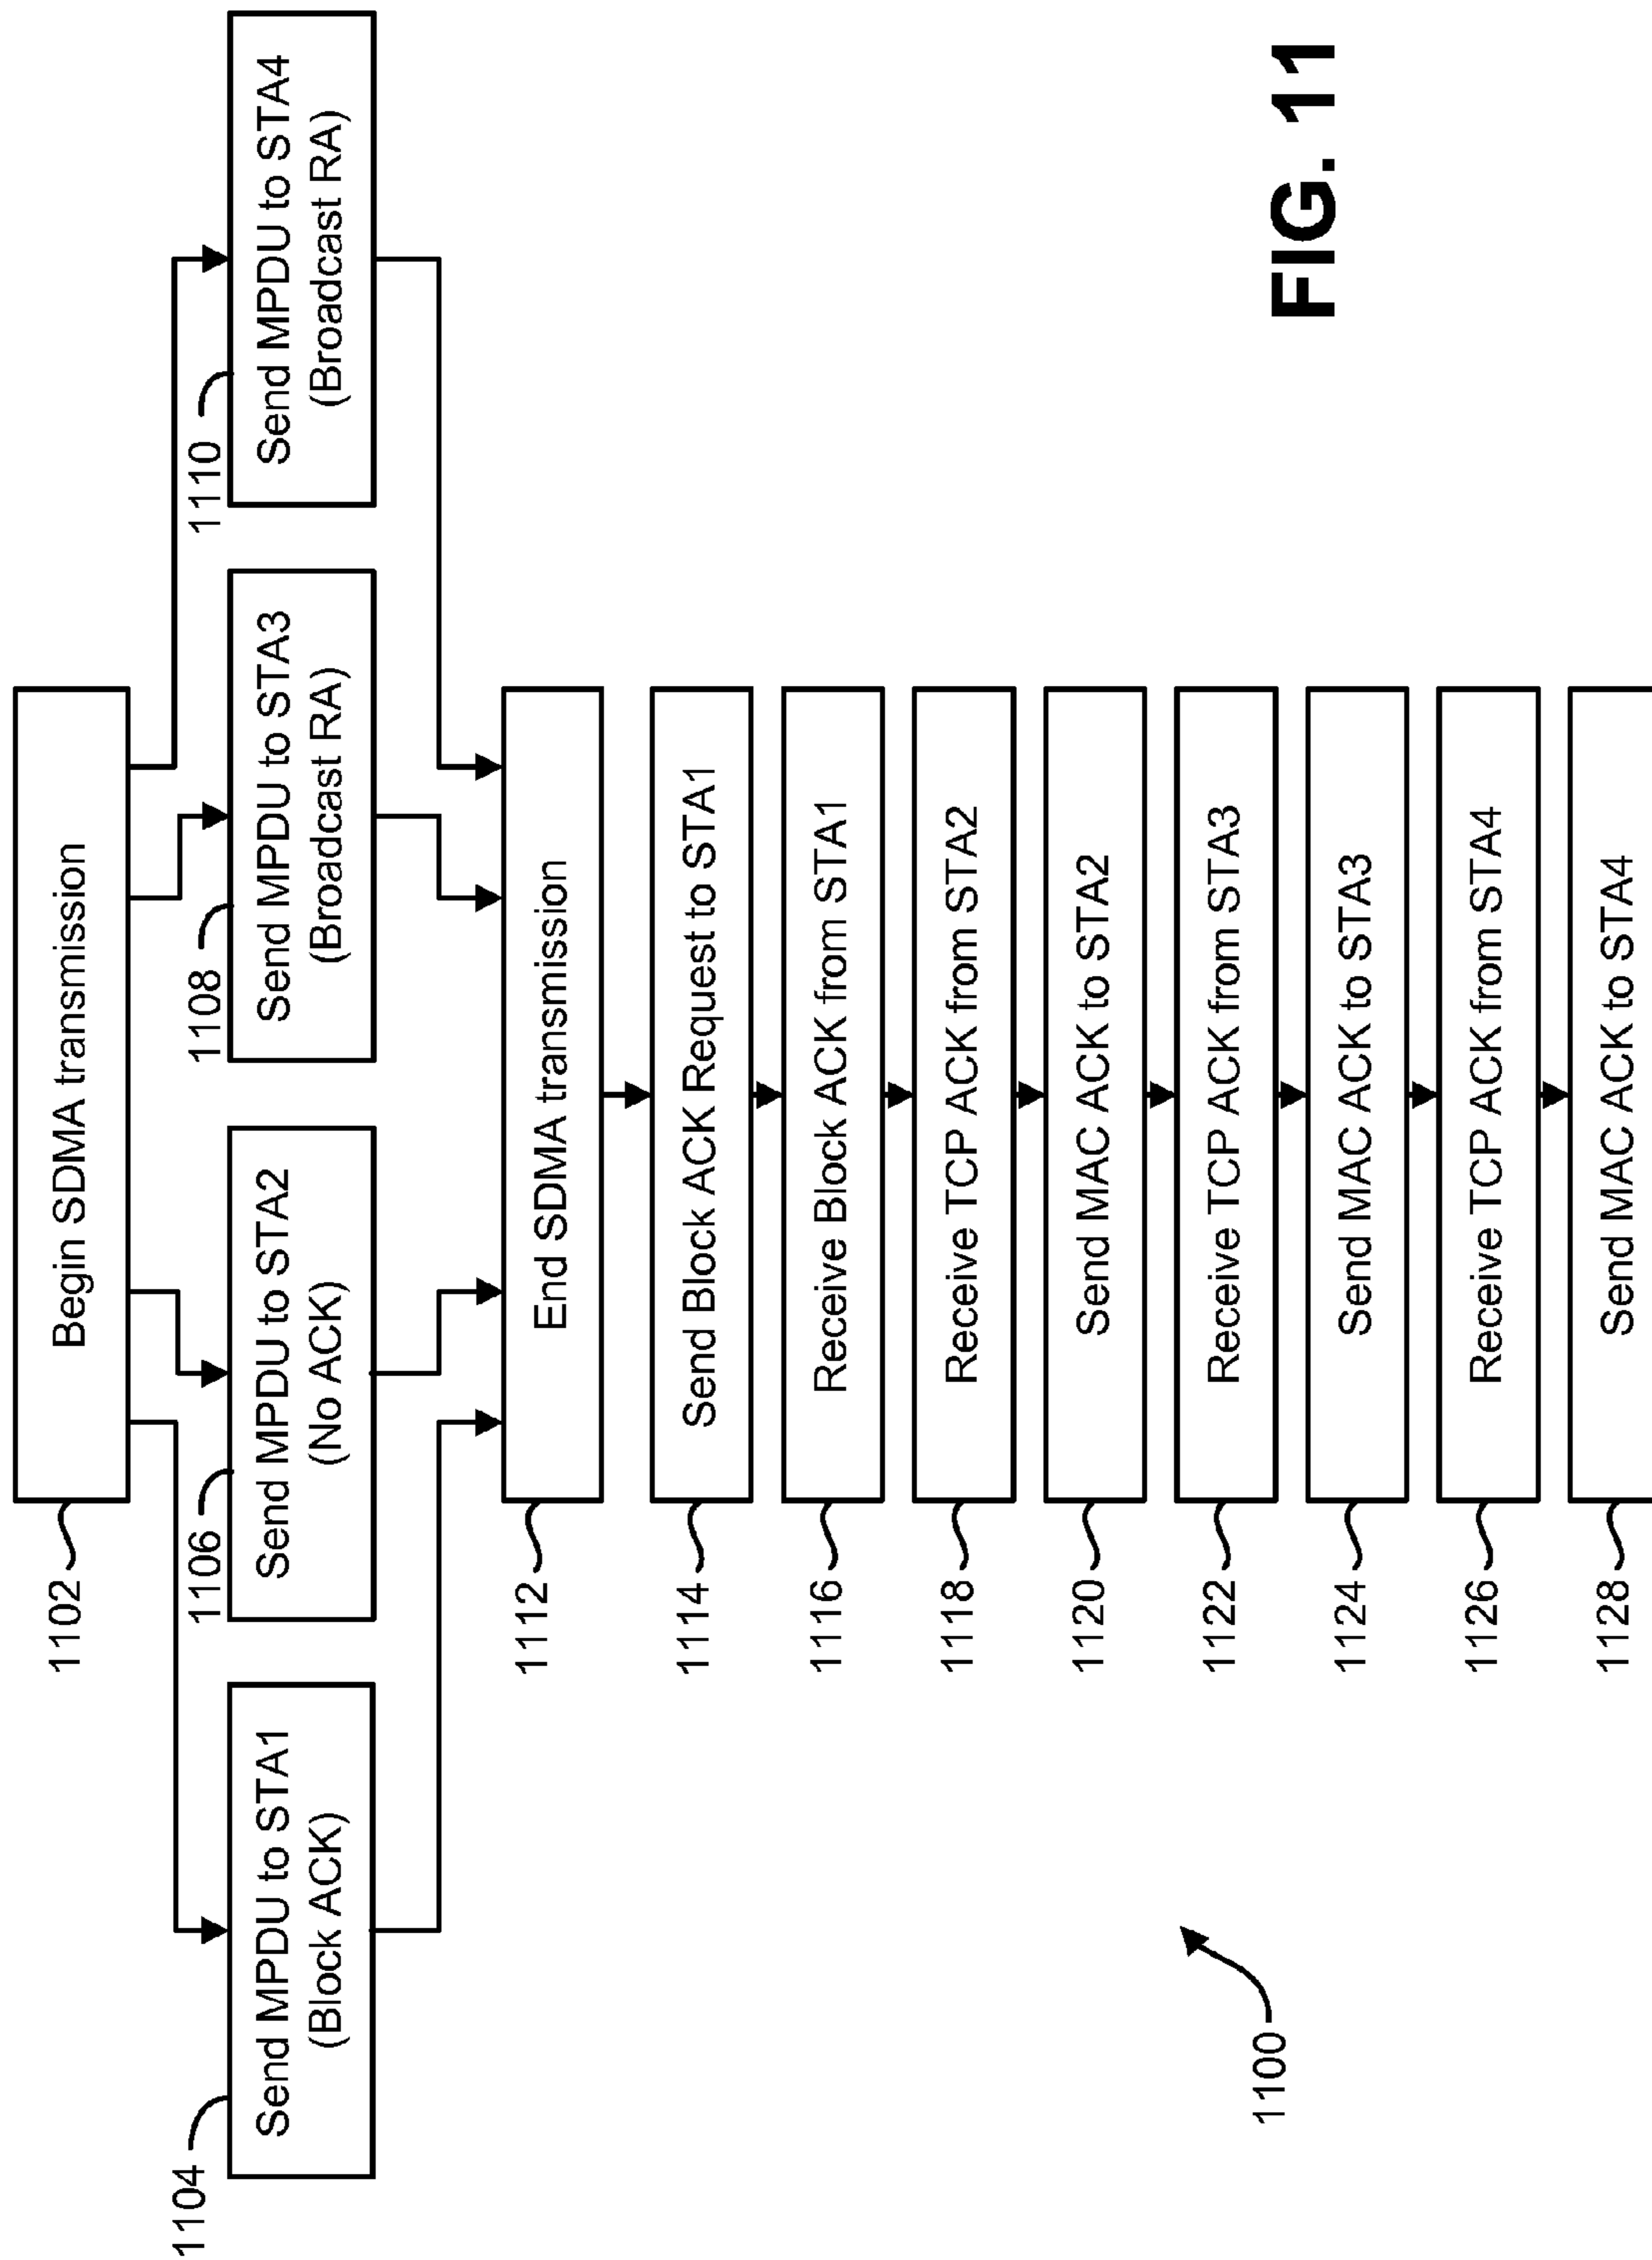 1102
Begin SDMA transmission
1104
Send MPDU to STA1
(Block ACK)
1106
Send MPDU to STA2
(No ACK)
1108
Send MPDU to STA3
(Broadcast RA)
1110
Send MPDU to STA4
(Broadcast RA)
1112
End SDMA transmission
1114
Send Block ACK Request to STA1
1116
Receive Block ACK from STA1
1118
Receive TCP ACK from STA2
1120
Send MAC ACK to STA2
1122
Receive TCP ACK from STA3
1124
Send MAC ACK to STA3
1126
Receive TCP ACK from STA4
1128
Send MAC ACK to STA4
1100
FIG. 11